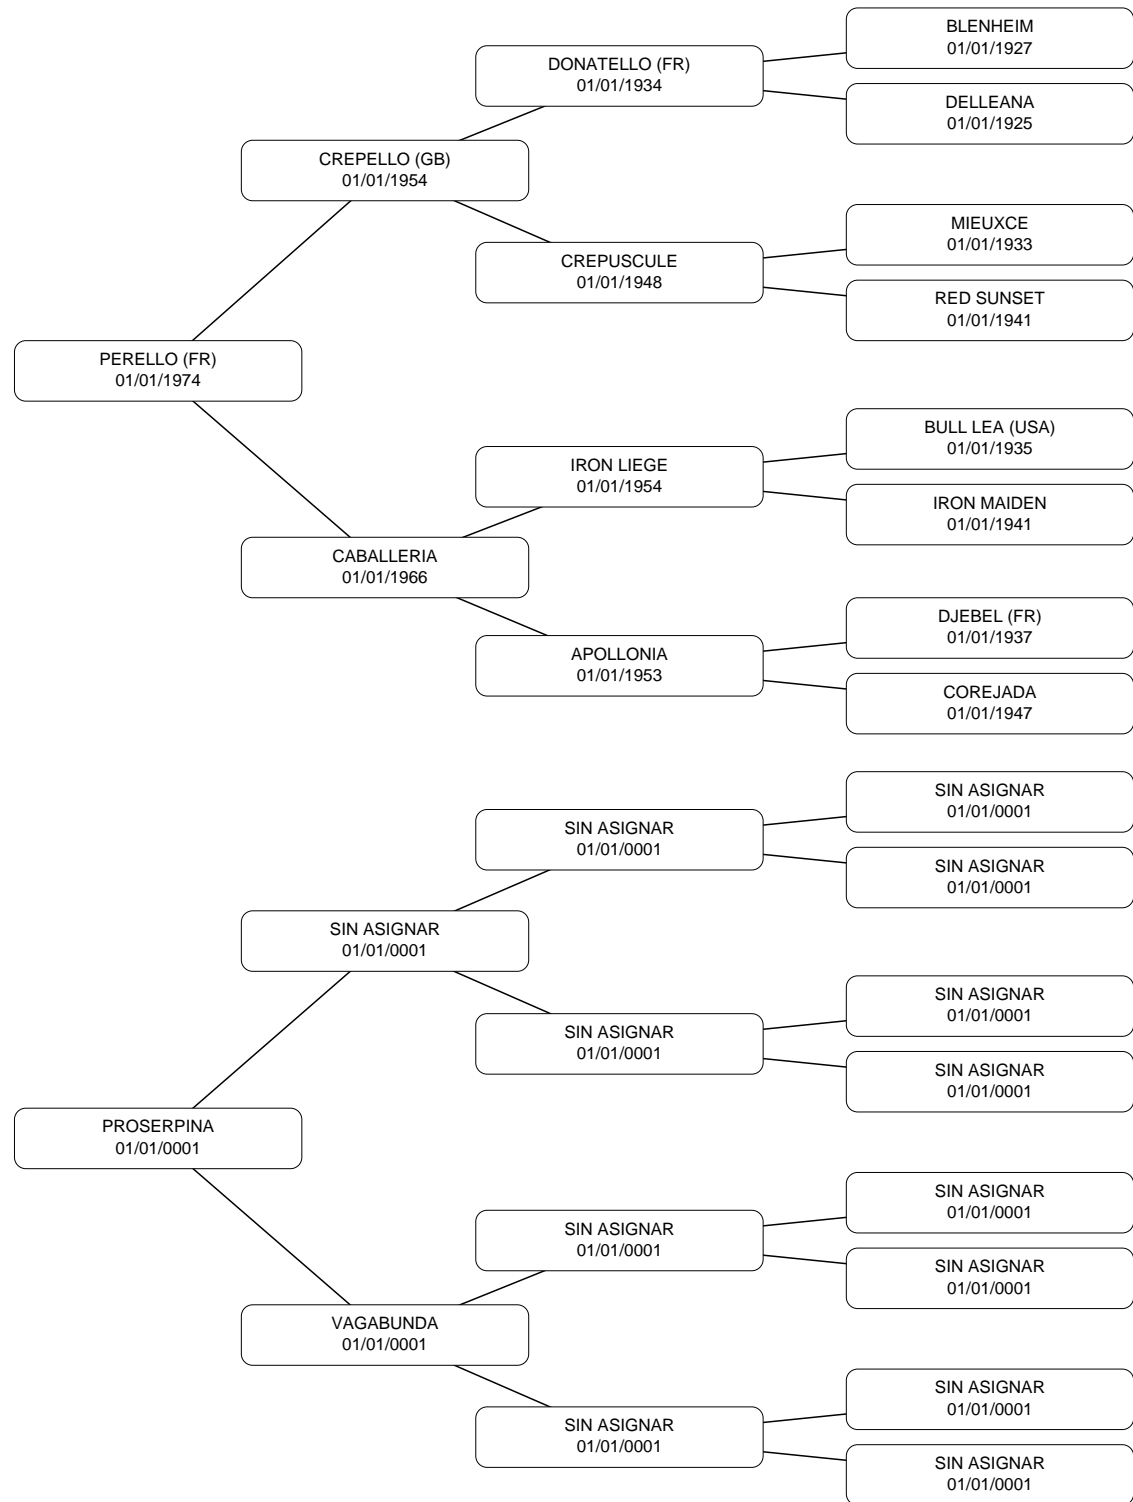 BLENHEIM
01/01/1927
DONATELLO (FR)
01/01/1934
DELLEANA
01/01/1925
CREPELLO (GB)
01/01/1954
MIEUXCE
01/01/1933
CREPUSCULE
01/01/1948
RED SUNSET
01/01/1941
PERELLO (FR)
01/01/1974
BULL LEA (USA)
01/01/1935
IRON LIEGE
01/01/1954
IRON MAIDEN
01/01/1941
CABALLERIA
01/01/1966
DJEBEL (FR)
01/01/1937
APOLLONIA
01/01/1953
COREJADA
01/01/1947
SIN ASIGNAR
01/01/0001
SIN ASIGNAR
01/01/0001
SIN ASIGNAR
01/01/0001
SIN ASIGNAR
01/01/0001
SIN ASIGNAR
01/01/0001
SIN ASIGNAR
01/01/0001
SIN ASIGNAR
01/01/0001
PROSERPINA
01/01/0001
SIN ASIGNAR
01/01/0001
SIN ASIGNAR
01/01/0001
SIN ASIGNAR
01/01/0001
VAGABUNDA
01/01/0001
SIN ASIGNAR
01/01/0001
SIN ASIGNAR
01/01/0001
SIN ASIGNAR
01/01/0001